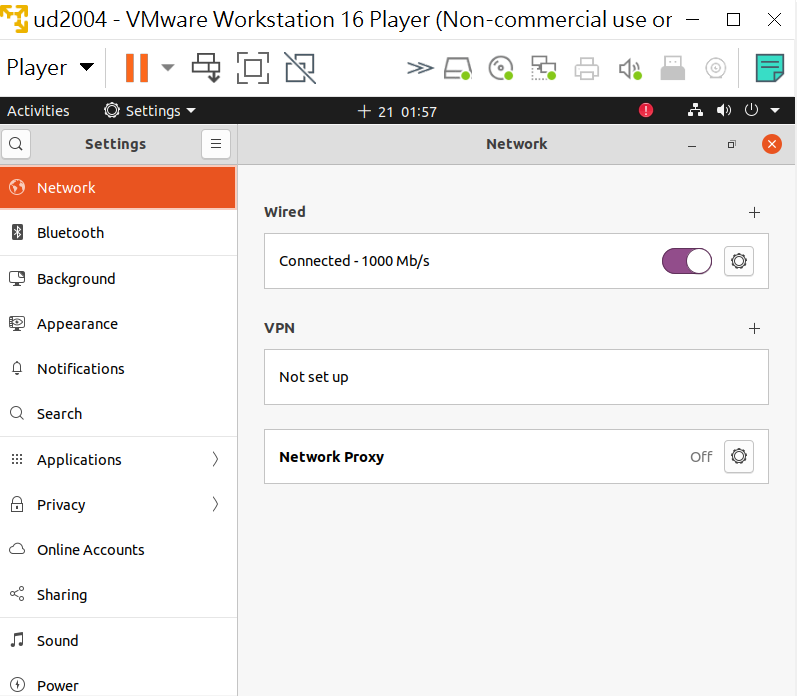 ud2004 - VMware Workstation 16 Player (Non-commercial use or
Player
Activities
Settings
十 21 01:57
Settings
Network
Network
Bluetooth
Background
Appearance
Notifications
Search
Applications
Privacy
Online Accounts
Sharing
Sound
Power
Wired
Connected - 1000 Mb/s
VPN
Not set up
Network Proxy
Off